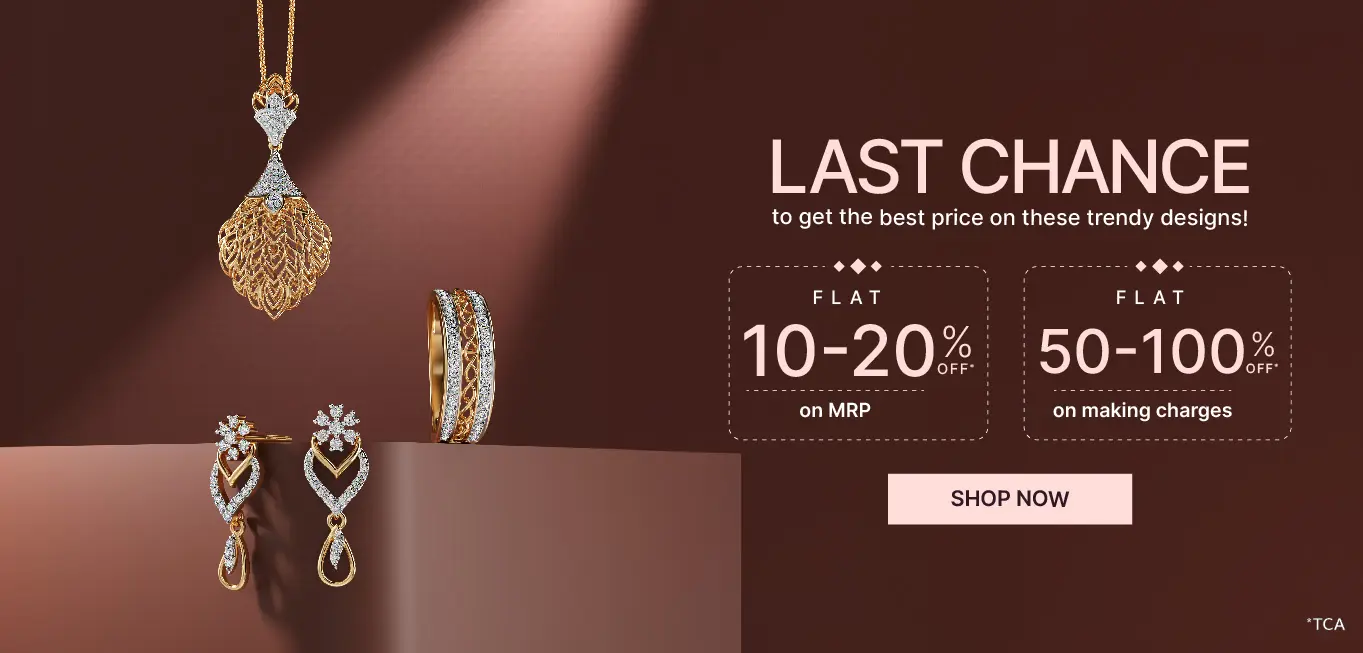 LAST CHANCE
to get the best price on these trendy designs!
FLAT
10-20%
OFF*
on MRP
FLAT
50-100%
OFF*
on making charges
SHOP NOW
*TCA